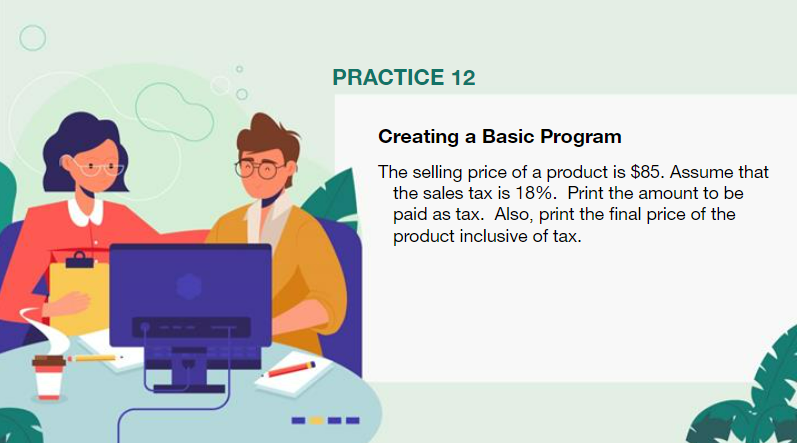 PRACTICE 12
Creating a Basic Program
The selling price of a product is $85. Assume that
the sales tax is 18%.  Print the amount to be
paid as tax.  Also, print the final price of the
product inclusive of tax.